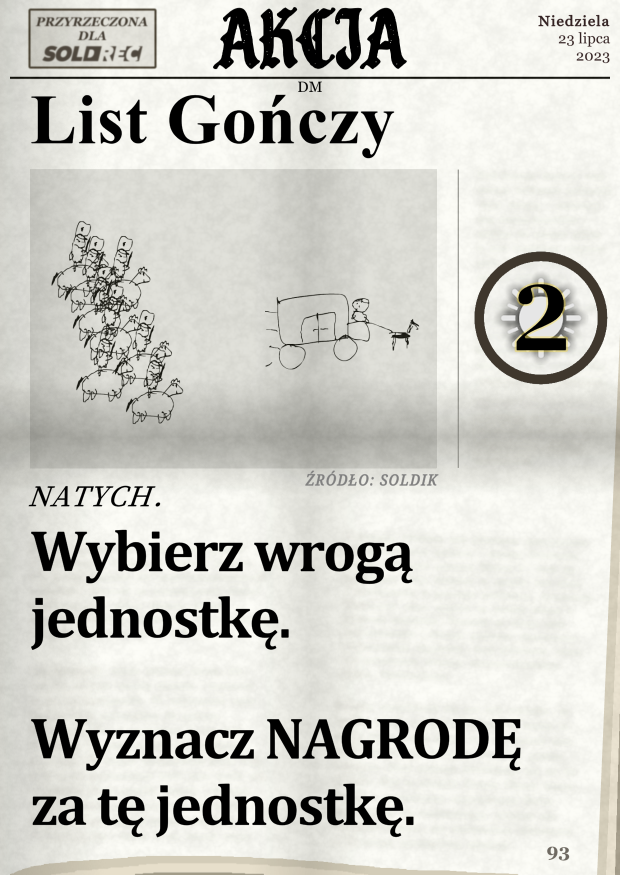 PRZYRZECZONA
DLA
SOLDREC
AKCJA
Niedziela
23 lipca
2023
DM
List Gończy
2
ŹRÓDŁO: SOLDIK
NATYCH.
Wybierz wrogą
jednostkę.
Wyznacz NAGRODĘ
za tę jednostkę.
93